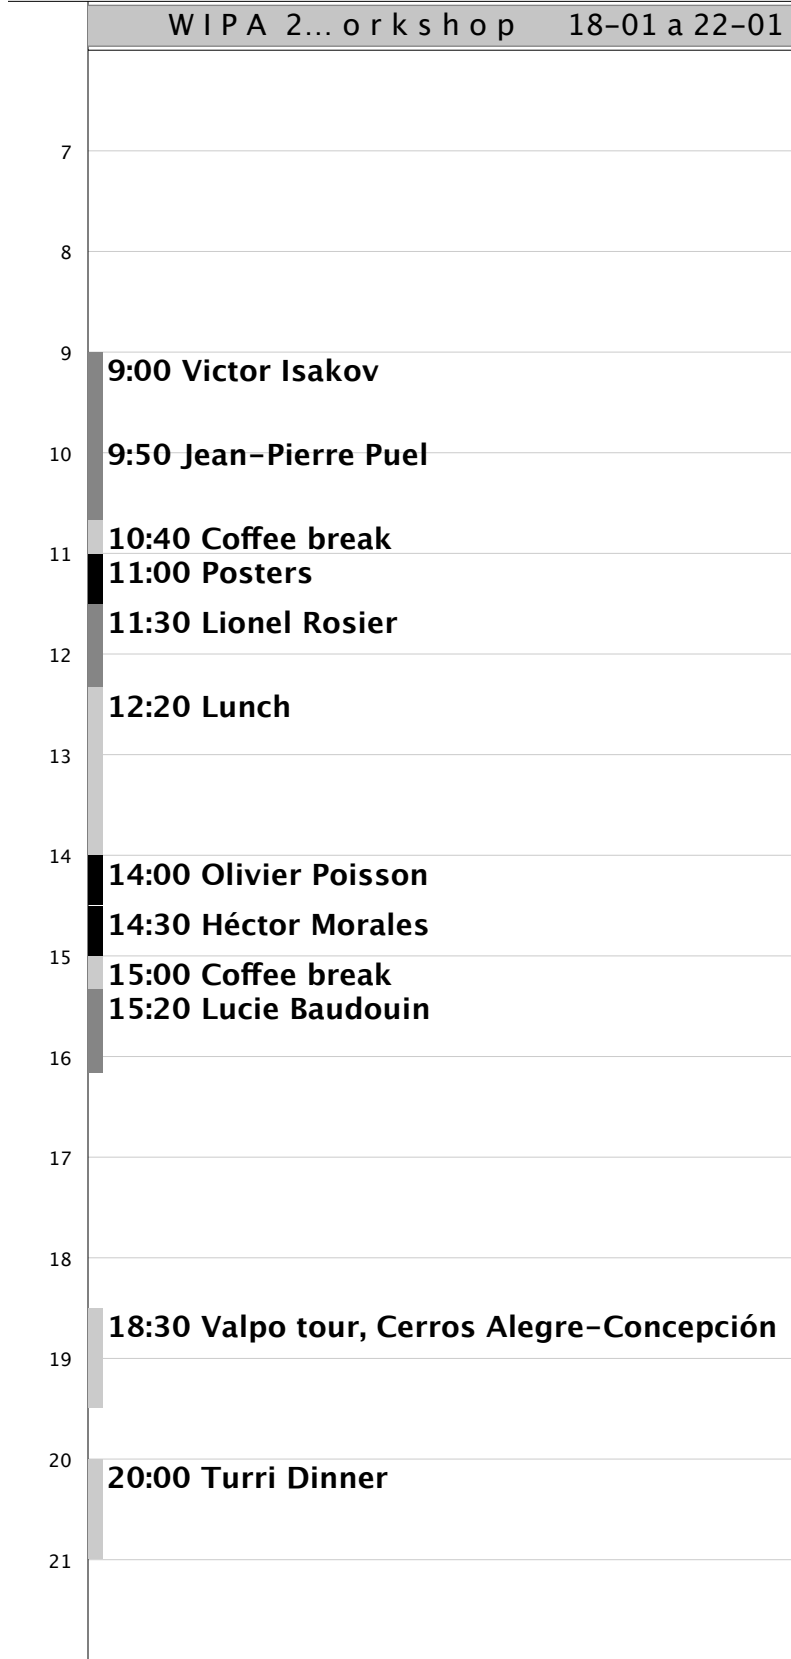 WIPA 2...orkshop 18-01 a 22-01
7
8
9
9:00 Victor Isakov
10
9:50 Jean-Pierre Puel
10:40 Coffee break
11
11:00 Posters
11:30 Lionel Rosier
12
12:20 Lunch
13
14
14:00 Olivier Poisson
14:30 Héctor Morales
15
15:00 Coffee break
15:20 Lucie Baudouin
16
17
18
18:30 Valpo tour, Cerros Alegre-Concepción
19
20
20:00 Turri Dinner
21